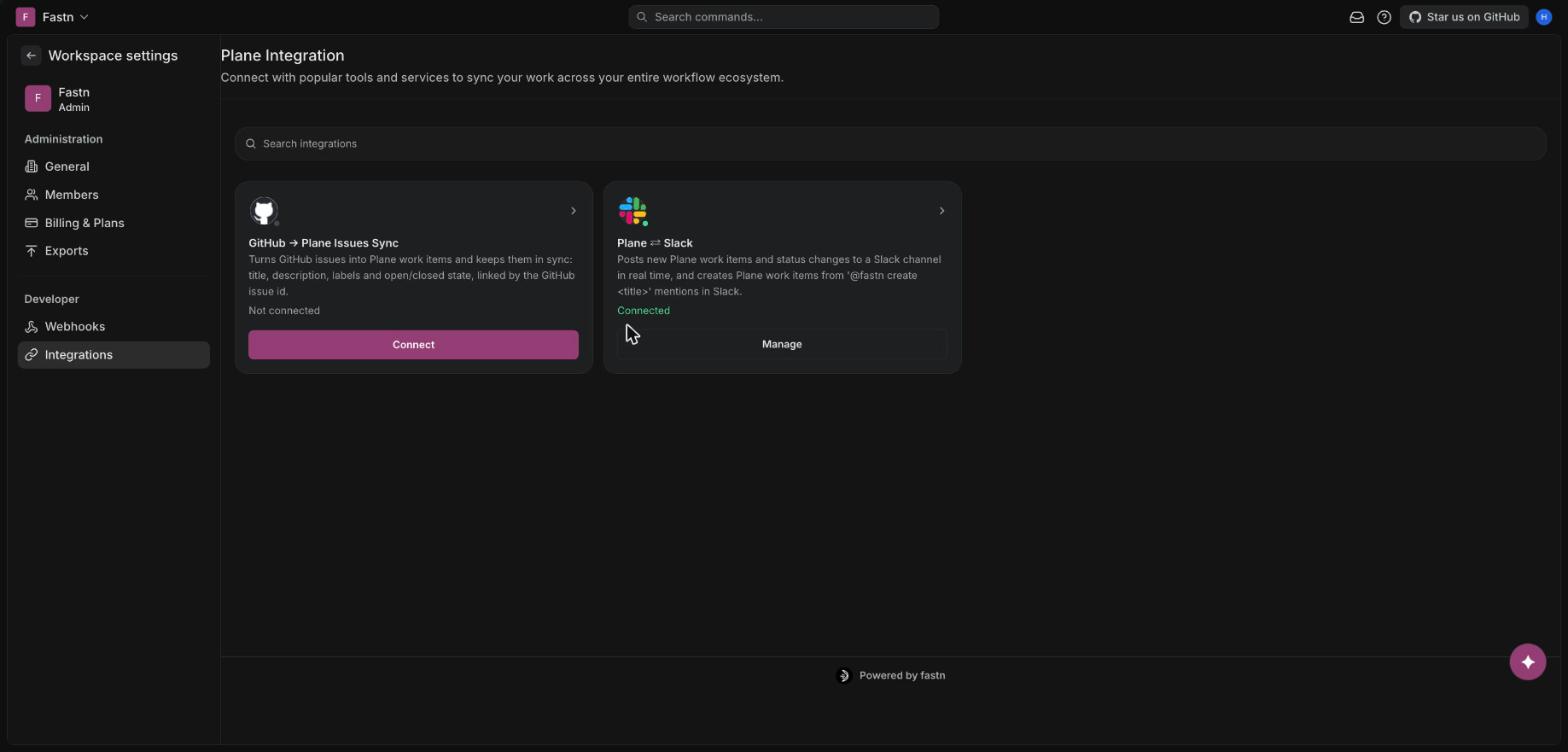 F Fastn
Search commands...
Star us on GitHub
H
Workspace settings
F
Fastn
Admin
Administration
General
Members
Billing & Plans
Exports
Developer
Webhooks
Integrations
Plane Integration
Connect with popular tools and services to sync your work across your entire workflow ecosystem.
Search integrations
GitHub → Plane Issues Sync
Turns GitHub issues into Plane work items and keeps them in sync:
title, description, labels and open/closed state, linked by the GitHub
issue id.
Not connected
Connect
Plane ⇄ Slack
Posts new Plane work items and status changes to a Slack channel
in real time, and creates Plane work items from '@fastn create
<title>' mentions in Slack.
Connected
Manage
Powered by fastn